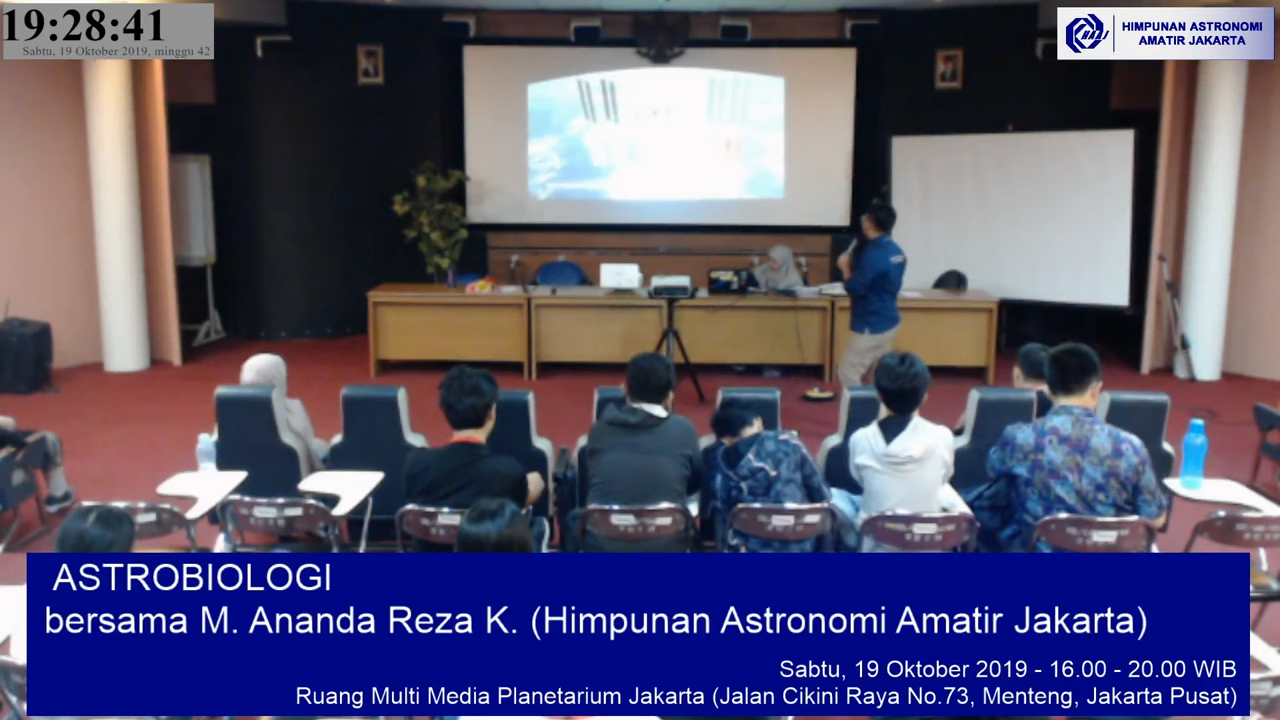 19:28:41
Sabtu, 19 Oktober 2019, minggu 42
HIMPUNAN ASTRONOMI
AMATIR JAKARTA
ASTROBIOLOGI
bersama M. Ananda Reza K. (Himpunan Astronomi Amatir Jakarta)
Sabtu, 19 Oktober 2019 - 16.00 - 20.00 WIB
Ruang Multi Media Planetarium Jakarta (Jalan Cikini Raya No.73, Menteng, Jakarta Pusat)